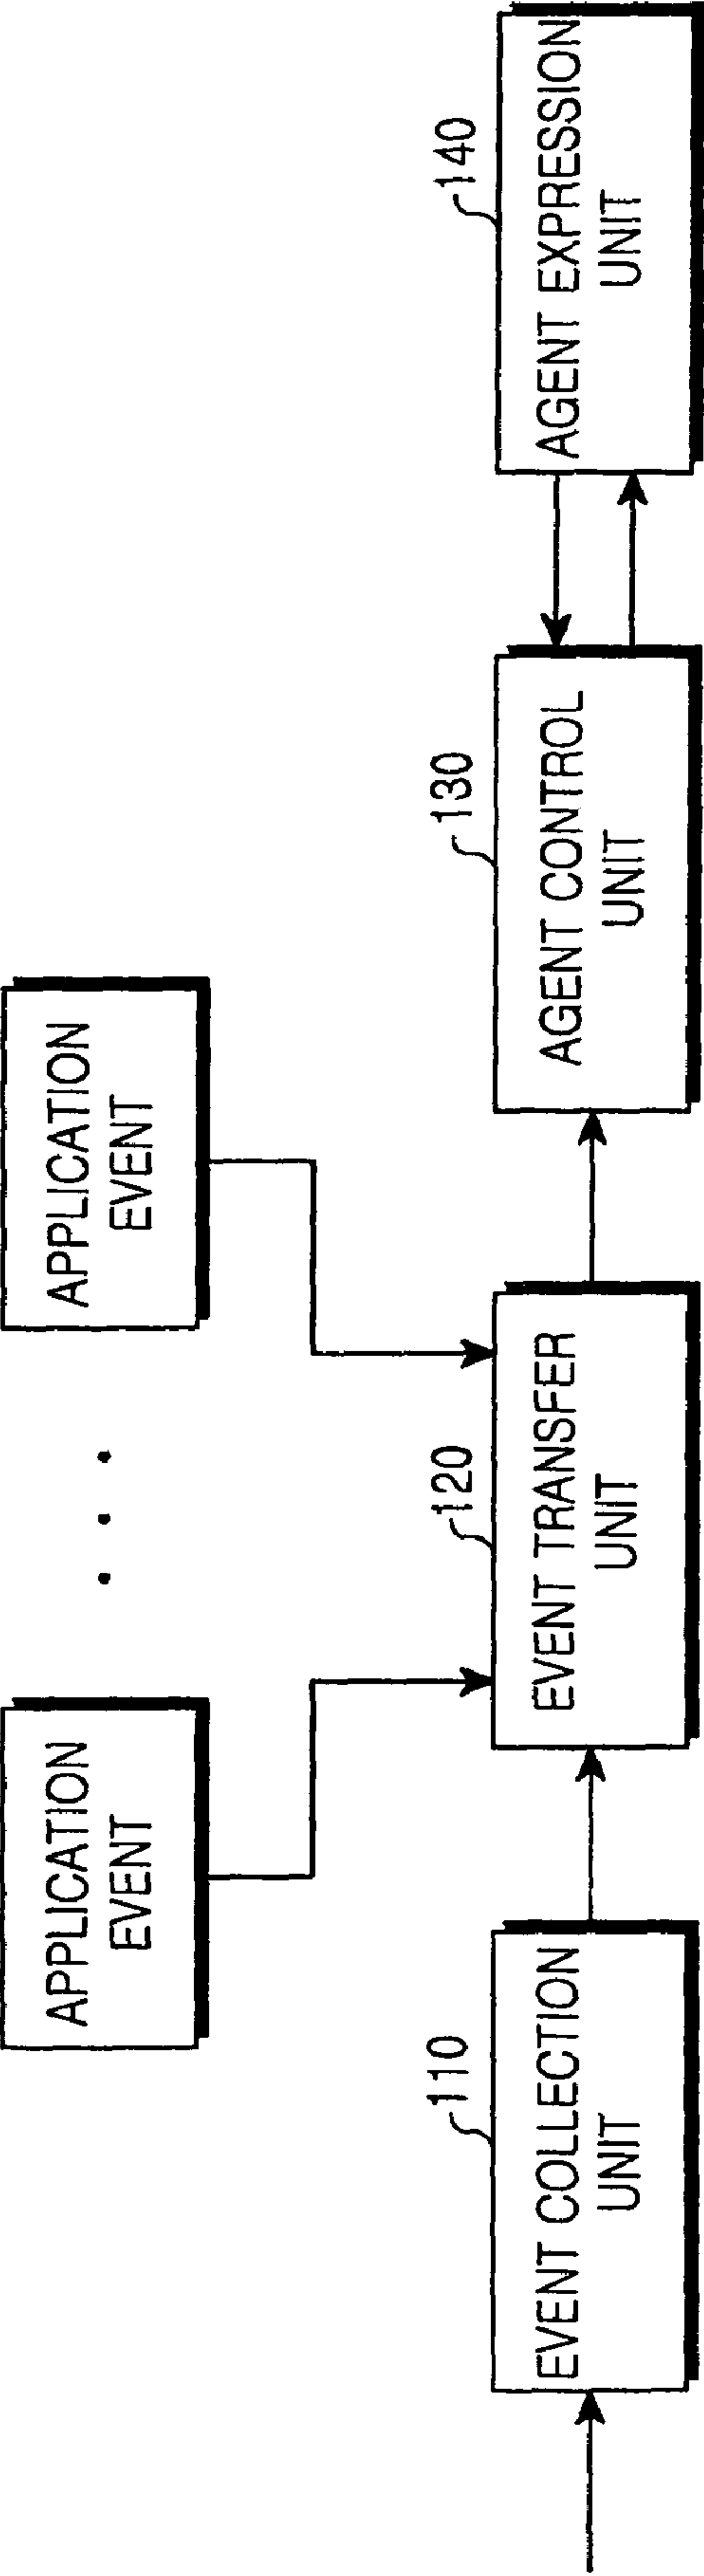 APPLICATION
EVENT
. . .
APPLICATION
EVENT
110
EVENT COLLECTION
UNIT
120
EVENT TRANSFER
UNIT
130
AGENT CONTROL
UNIT
140
AGENT EXPRESSION
UNIT